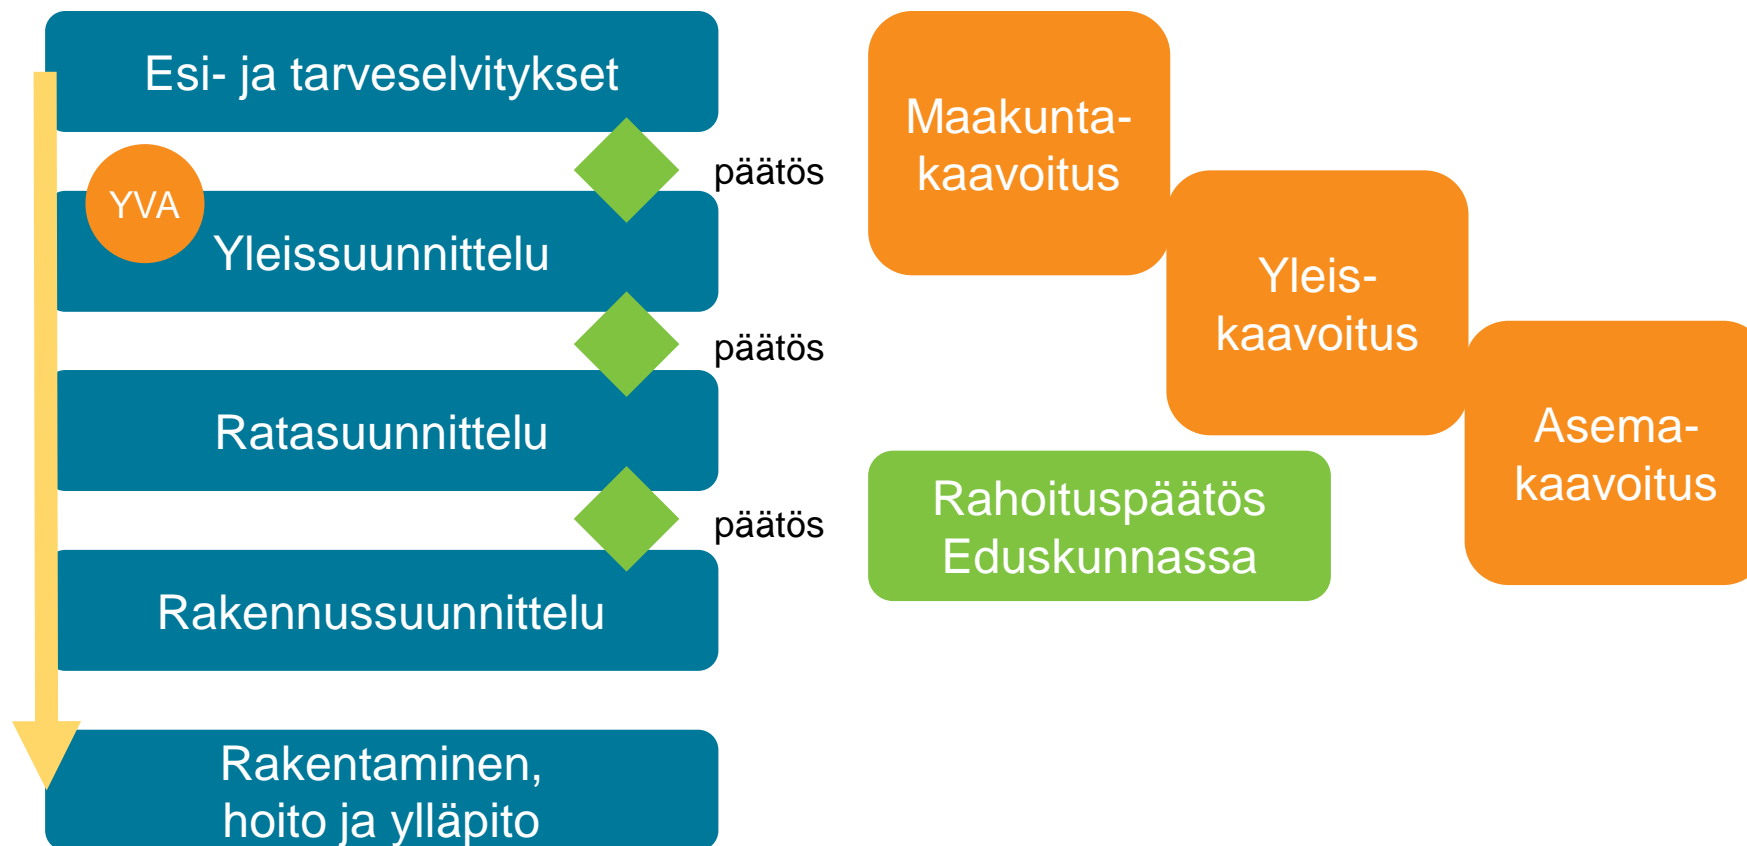 Esi- ja tarveselvitykset
päätös
YVA
Yleissuunnittelu
päätös
Ratasuunnittelu
päätös
Rakennussuunnittelu
Rakentaminen,
hoito ja ylläpito
Maakunta-
kaavoitus
Yleis-
kaavoitus
Asema-
kaavoitus
Rahoituspäätös
Eduskunnassa